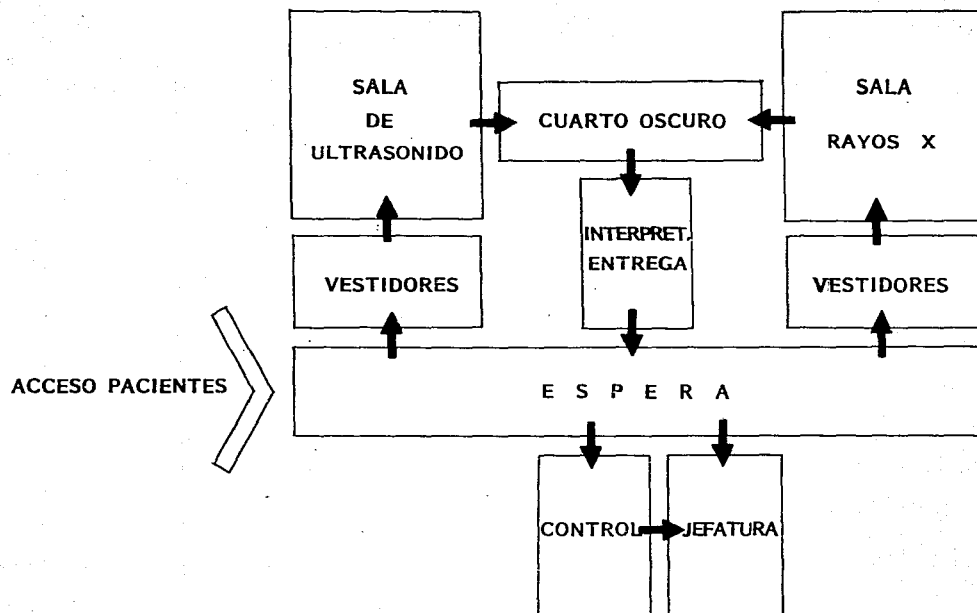 SALA
DE
ULTRASONIDO
CUARTO OSCURO
SALA
RAYOS X
INTERPRET.
ENTREGA
VESTIDORES
VESTIDORES
ACCESO PACIENTES
E S P E R A
CONTROL
JEFATURA